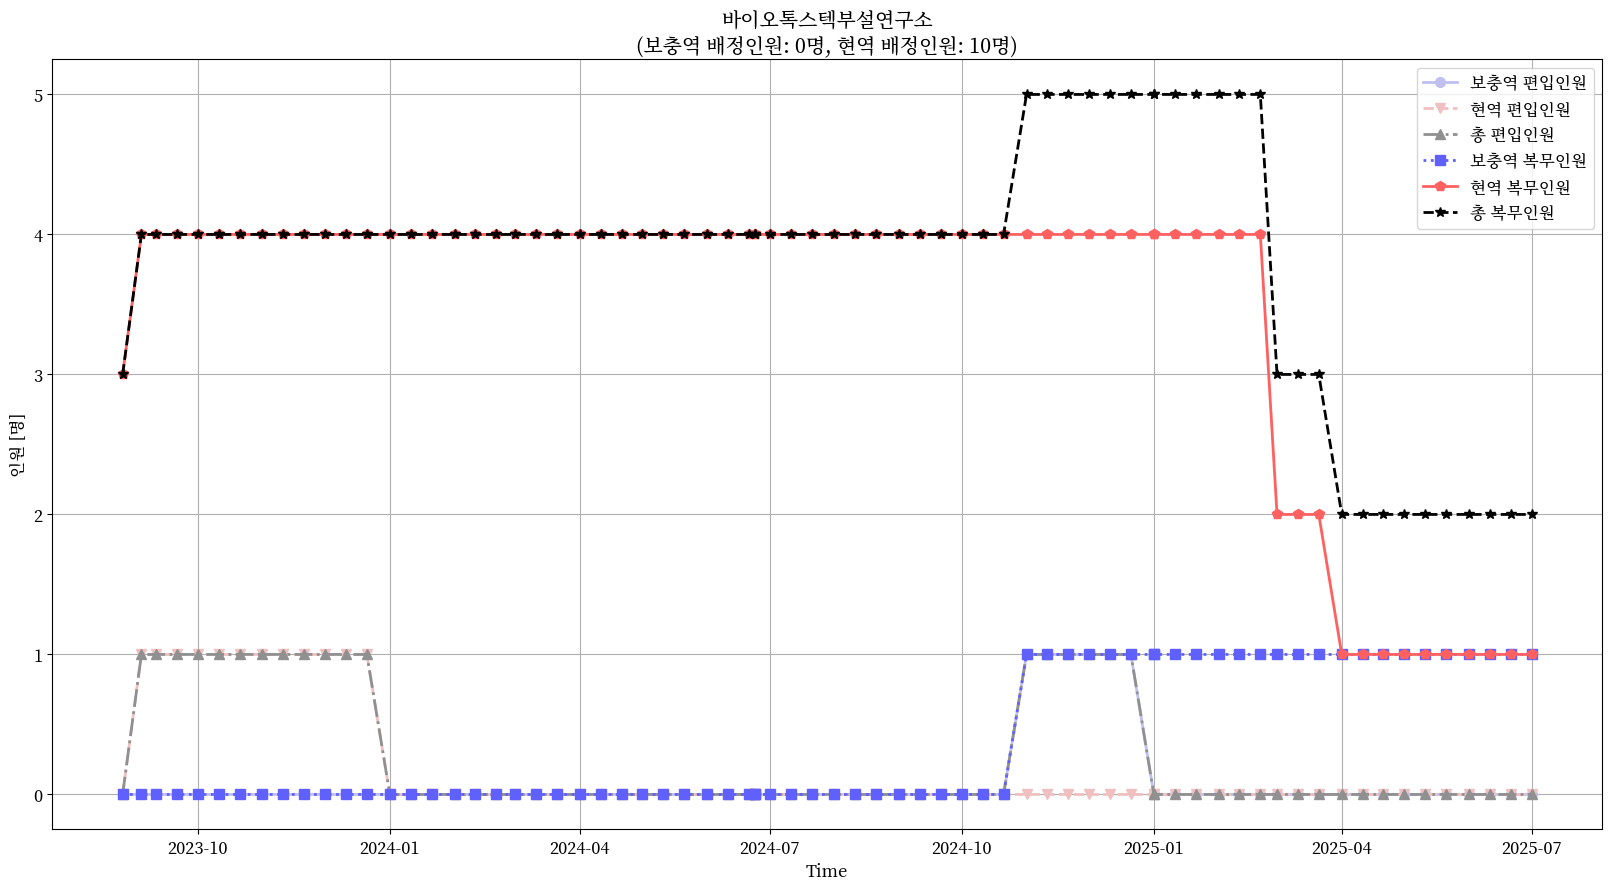 바이오톡스텍부설연구소
(보충역 배정인원: 0명, 현역 배정인원: 10명)
보충역 편입인원
현역 편입인원
총 편입인원
보충역 복무인원
현역 복무인원
총 복무인원
인원 [명]
5
4
3
2
1
0
2023-10
2024-01
2024-04
2024-07
2024-10
2025-01
2025-04
2025-07
Time